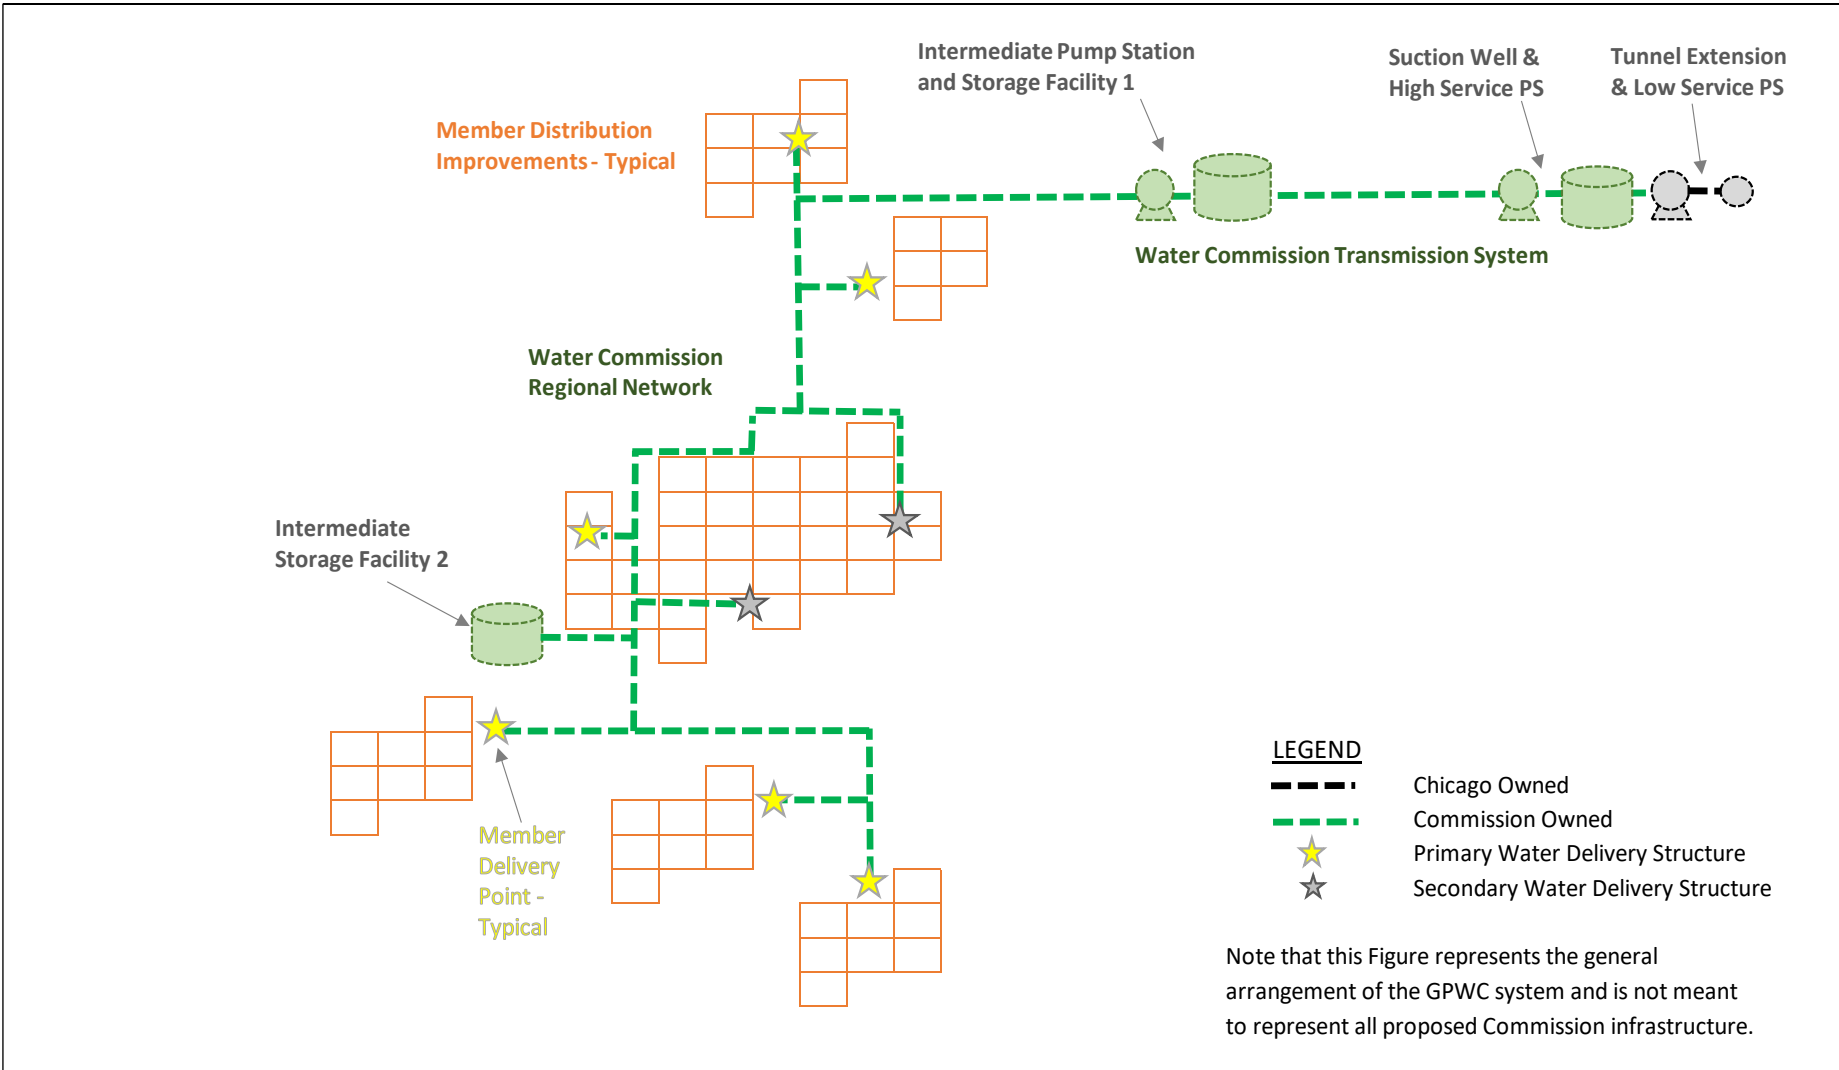 Intermediate Pump Station
and Storage Facility 1
Suction Well &
High Service PS
Tunnel Extension
& Low Service PS
Member Distribution
Improvements - Typical
Water Commission Transmission System
Water Commission
Regional Network
Intermediate
Storage Facility 2
Member
Delivery
Point -
Typical
LEGEND
Chicago Owned
Commission Owned
Primary Water Delivery Structure
Secondary Water Delivery Structure
Note that this Figure represents the general
arrangement of the GPWC system and is not meant
to represent all proposed Commission infrastructure.